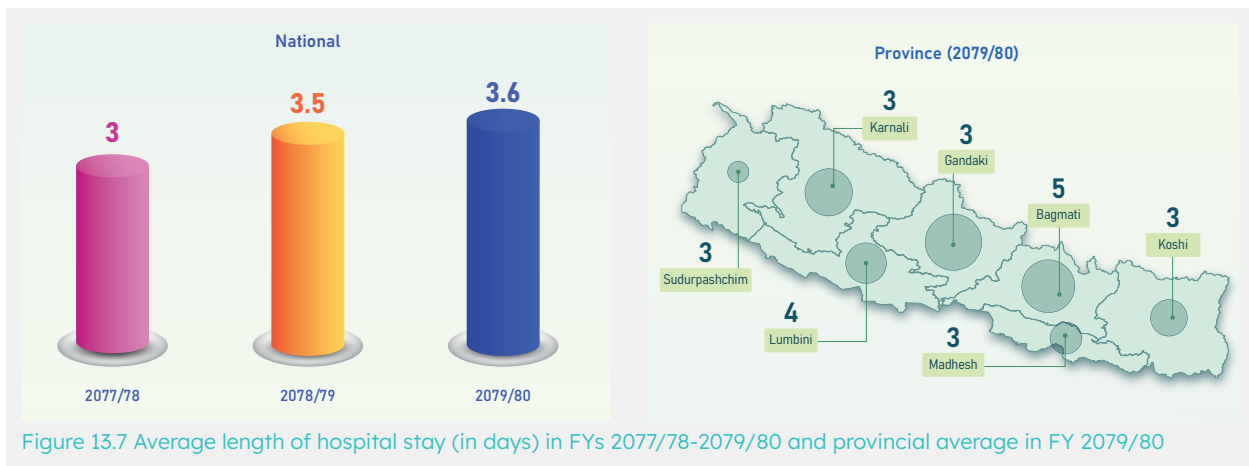 National
3
3.5
3.6
2077/78
2078/79
2079/80
Province (2079/80)
3
Karnali
3
Gandaki
5
Bagmati
3
Koshi
3
Sudurpashchim
4
Lumbini
3
Madhesh
Figure 13.7 Average length of hospital stay (in days) in FYs 2077/78-2079/80 and provincial average in FY 2079/80